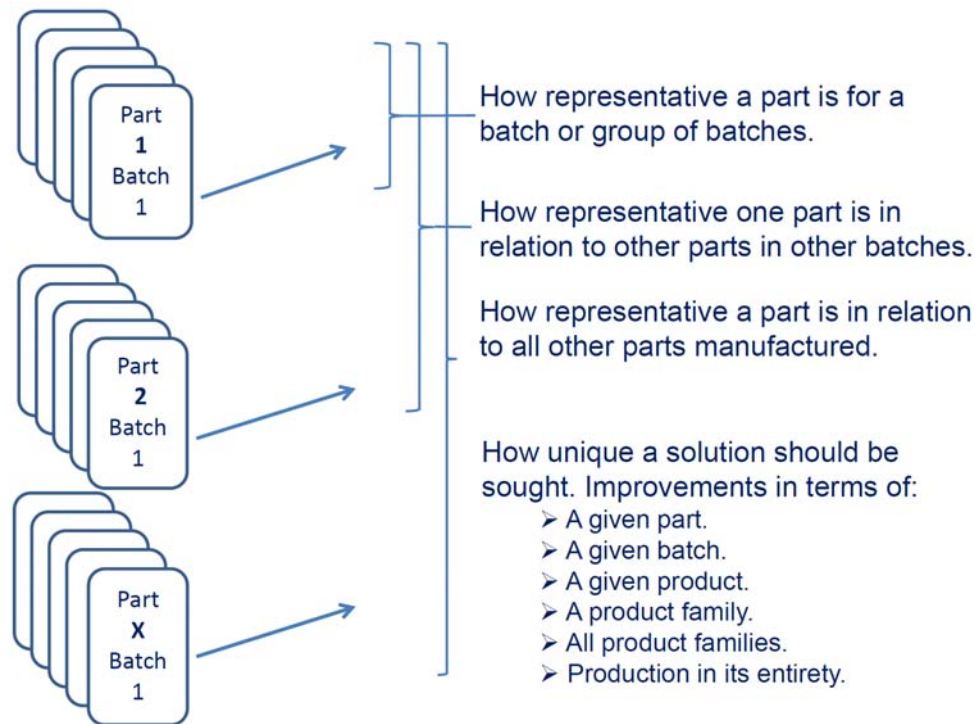 Part
1
Batch
1
Part
2
Batch
1
Part
X
Batch
1
How representative a part is for a
batch or group of batches.
How representative one part is in
relation to other parts in other batches.
How representative a part is in relation
to all other parts manufactured.
How unique a solution should be
sought. Improvements in terms of:
➢ A given part.
➢ A given batch.
➢ A given product.
➢ A product family.
➢ All product families.
➢ Production in its entirety.